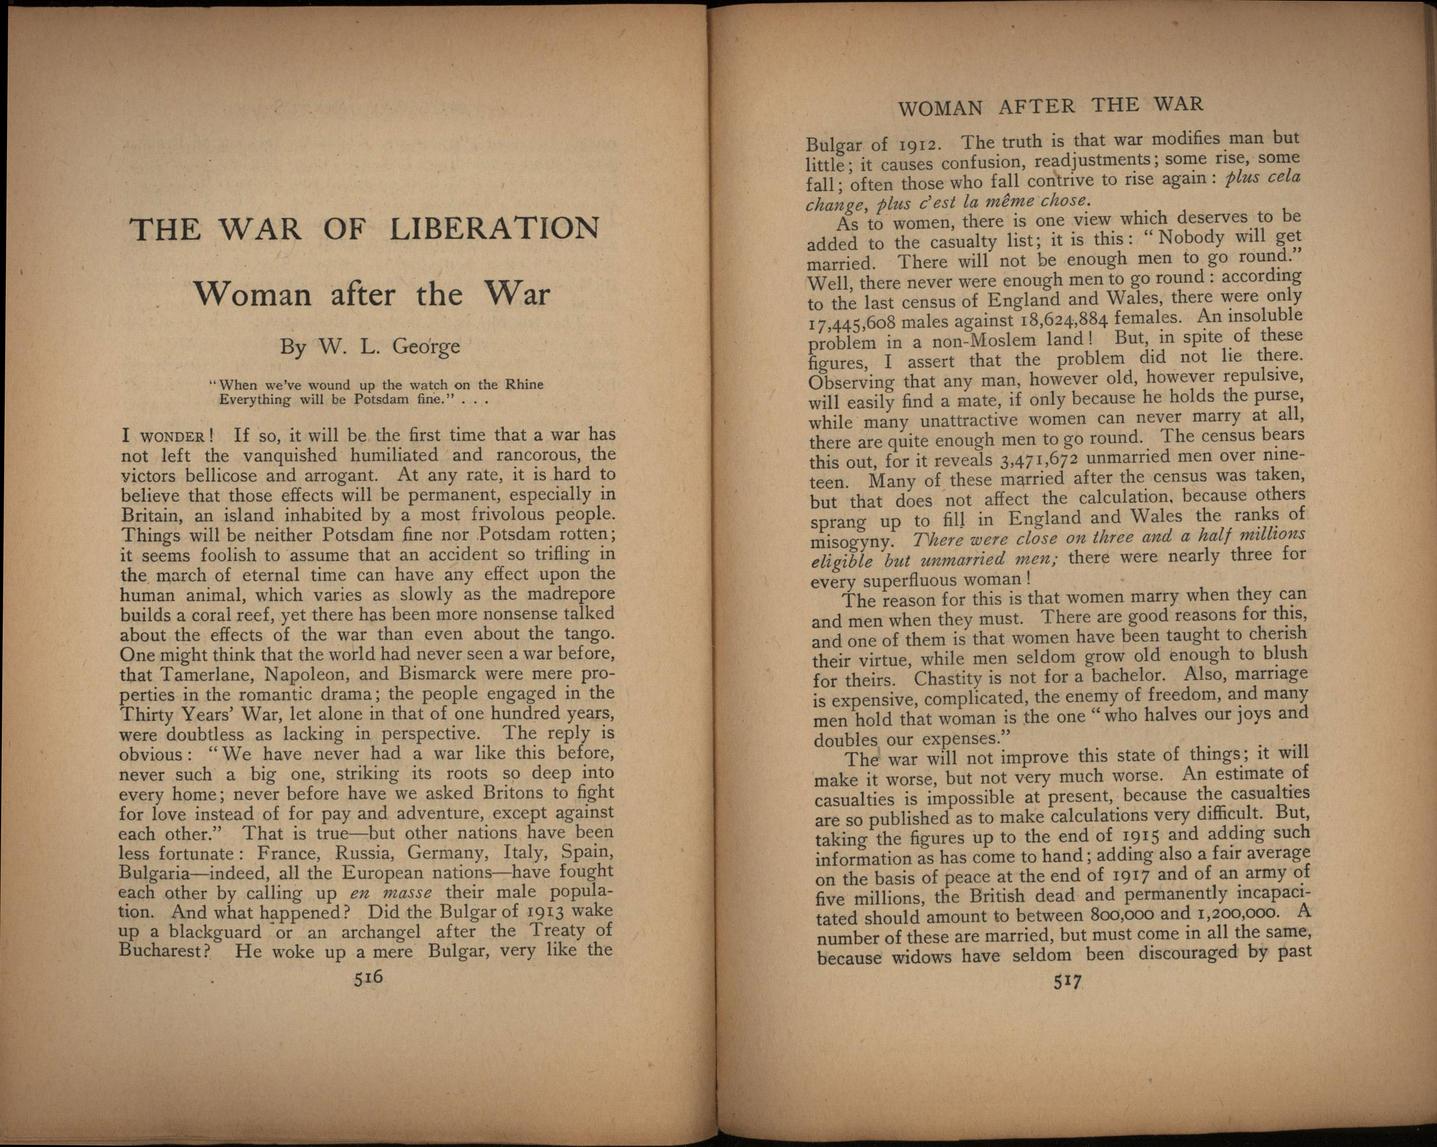 THE WAR OF LIBERATION
Woman after the War
By W. L. George
"When we've wound up the watch on the Rhine
Everything will be Potsdam fine." . . .
I WONDER! If so, it will be the first time that a war has
not left the vanquished humiliated and rancorous, the
victors bellicose and arrogant. At any rate, it is hard to
believe that those effects will be permanent, especially in
Britain, an island inhabited by a most frivolous people.
Things will be neither Potsdam fine nor Potsdam rotten;
it seems foolish to assume that an accident so trifling in
the march of eternal time can have any effect upon the
human animal, which varies as slowly as the madrepore
builds a coral reef, yet there has been more nonsense talked
about the effects of the war than even about the tango.
One might think that the world had never seen a war before,
that Tamerlane, Napoleon, and Bismarck were mere pro-
perties in the romantic drama; the people engaged in the
Thirty Years' War, let alone in that of one hundred years,
were doubtless as lacking in perspective. The reply is
obvious: "We have never had a war like this before,
never such a big one, striking its roots so deep into
every home; never before have we asked Britons to fight
for love instead of for pay and adventure, except against
each other." That is true—but other nations have been
less fortunate: France, Russia, Germany, Italy, Spain,
Bulgaria—indeed, all the European nations—have fought
each other by calling up en masse their male popula-
tion. And what happened? Did the Bulgar of 1913 wake
up a blackguard or an archangel after the Treaty of
Bucharest? He woke up a mere Bulgar, very like the
516
WOMAN AFTER THE WAR
Bulgar of 1912. The truth is that war modifies man but
little; it causes confusion, readjustments; some rise, some
fall; often those who fall contrive to rise again: plus cela
change, plus c'est la même chose.
As to women, there is one view which deserves to be
added to the casualty list; it is this: "Nobody will get
married. There will not be enough men to go round."
Well, there never were enough men to go round: according
to the last census of England and Wales, there were only
17,445,608 males against 18,624,884 females. An insoluble
problem in a non-Moslem land! But, in spite of these
figures, I assert that the problem did not lie there.
Observing that any man, however old, however repulsive,
will easily find a mate, if only because he holds the purse,
while many unattractive women can never marry at all,
there are quite enough men to go round. The census bears
this out, for it reveals 3,471,672 unmarried men over nine-
teen. Many of these married after the census was taken,
but that does not affect the calculation, because others
sprang up to fill in England and Wales the ranks of
misogyny. There were close on three and a half millions
eligible but unmarried men; there were nearly three for
every superfluous woman!
The reason for this is that women marry when they can
and men when they must. There are good reasons for this,
and one of them is that women have been taught to cherish
their virtue, while men seldom grow old enough to blush
for theirs. Chastity is not for a bachelor. Also, marriage
is expensive, complicated, the enemy of freedom, and many
men hold that woman is the one "who halves our joys and
doubles our expenses."
The war will not improve this state of things; it will
make it worse, but not very much worse. An estimate of
casualties is impossible at present, because the casualties
are so published as to make calculations very difficult. But,
taking the figures up to the end of 1915 and adding such
information as has come to hand; adding also a fair average
on the basis of peace at the end of 1917 and of an army of
five millions, the British dead and permanently incapaci-
tated should amount to between 800,000 and 1,200,000. A
number of these are married, but must come in all the same,
because widows have seldom been discouraged by past
517